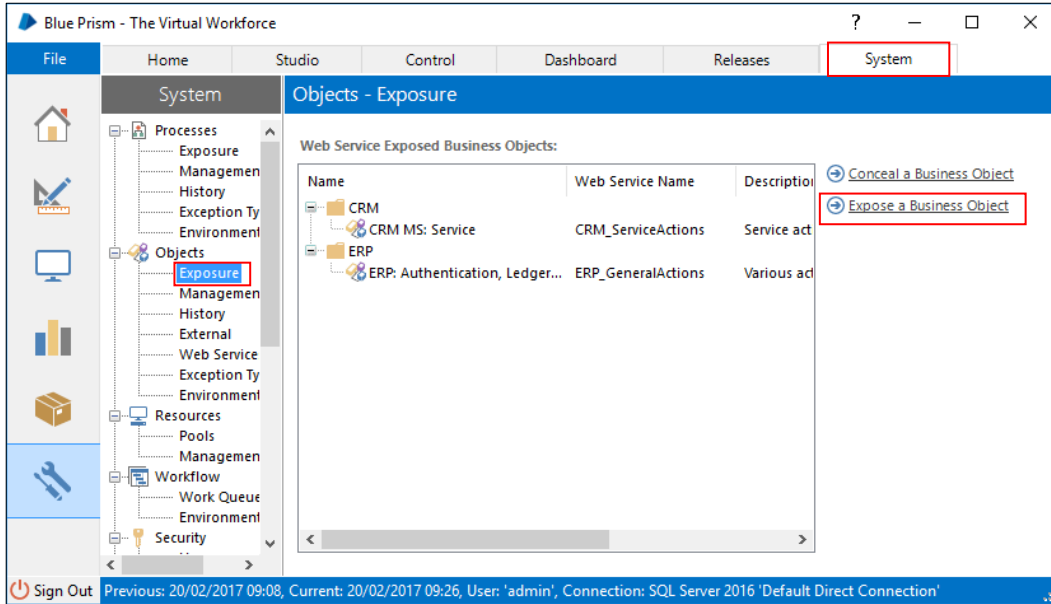 Blue Prism - The Virtual Workforce ?
File Home Studio Control Dashboard Releases System
System
Objects - Exposure
Processes
Exposure
Managemen
History
Exception Ty
Environment
Objects
Exposure
Managemen
History
External
Web Service
Exception Ty
Environment
Resources
Pools
Managemen
Workflow
Work Queue
Environment
Security
Web Service Exposed Business Objects:
Name Web Service Name Description
CRM
CRM MS: Service CRM_ServiceActions Service act
ERP
ERP: Authentication, Ledger... ERP_GeneralActions Various act
Conceal a Business Object
Expose a Business Object
Sign Out Previous: 20/02/2017 09:08, Current: 20/02/2017 09:26, User: 'admin', Connection: SQL Server 2016 'Default Direct Connection'